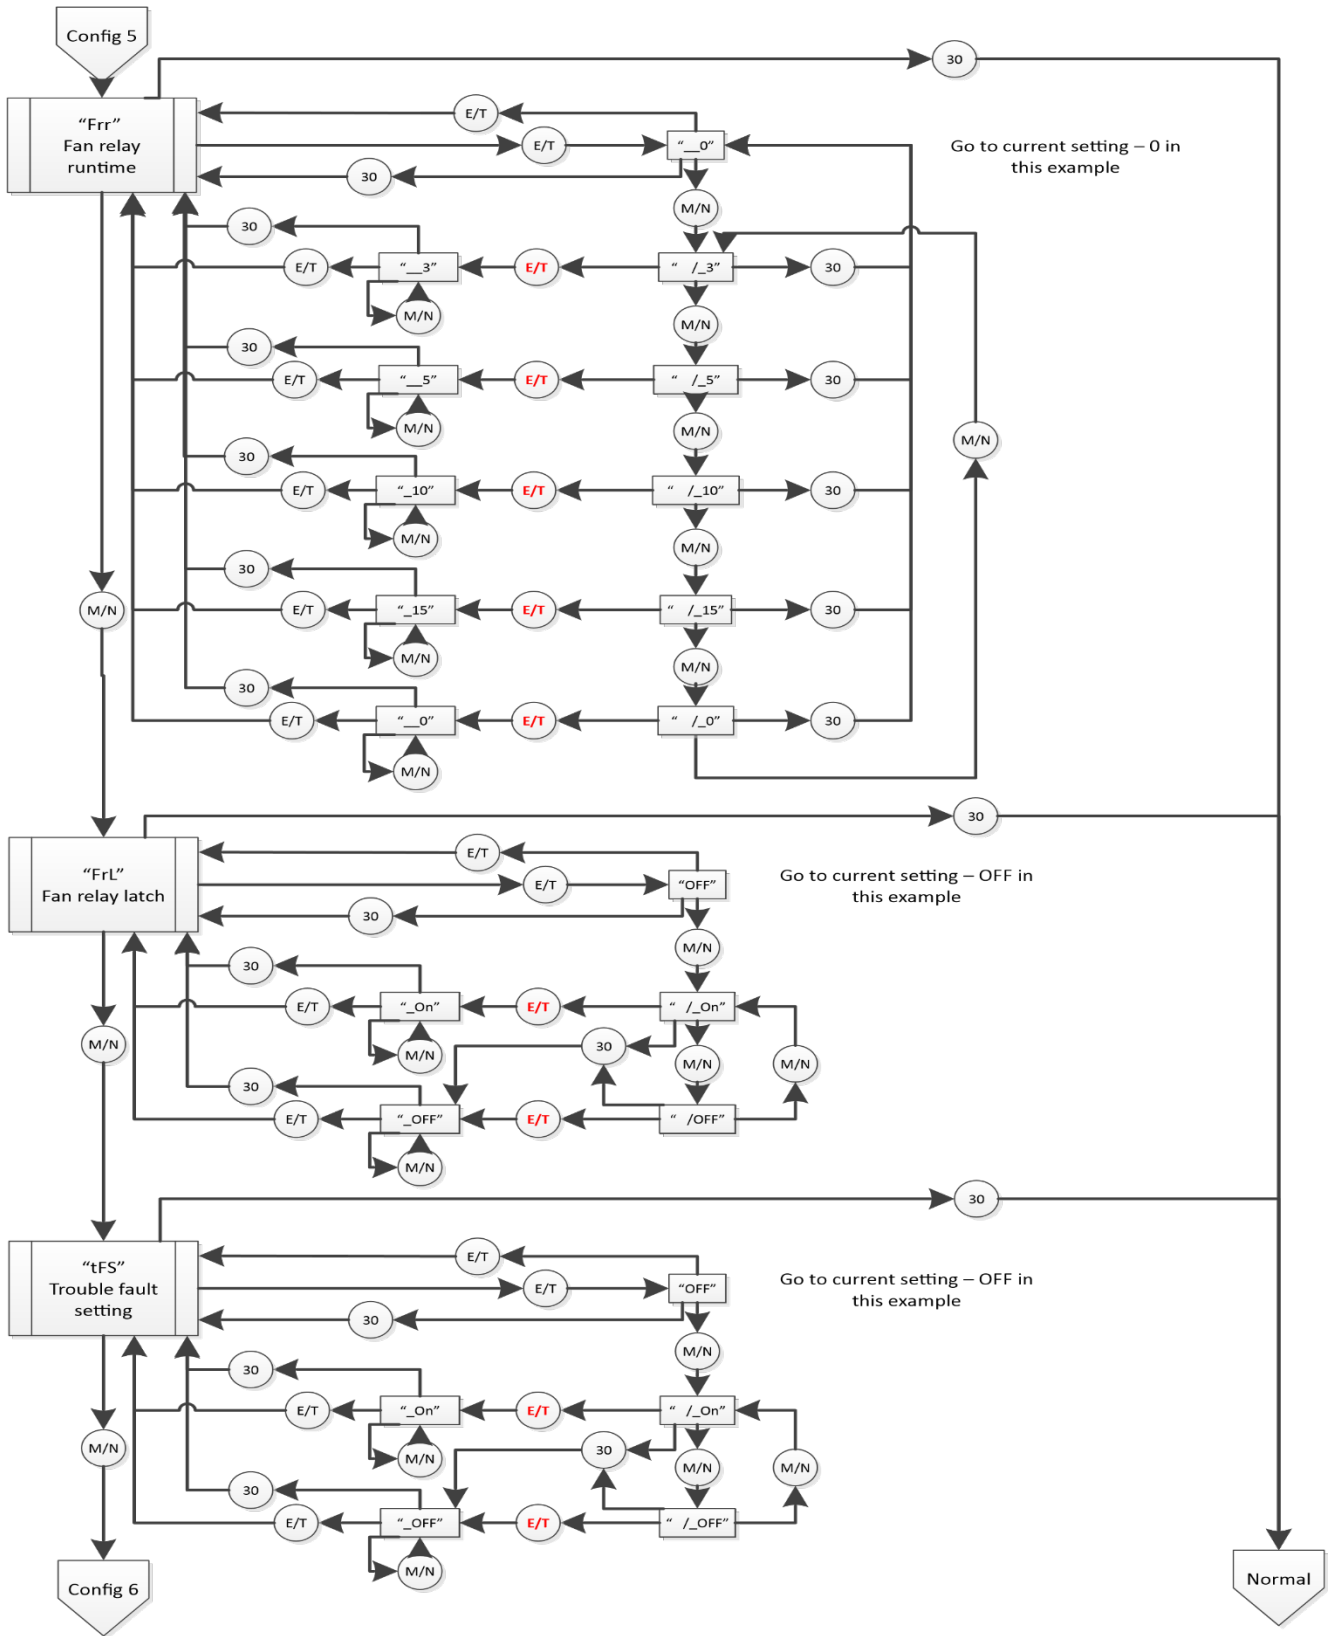 Config 5
30
"Frr"
Fan relay
runtime
E/T
E/T
"__0"
Go to current setting – 0 in
this example
30
M/N
30
E/T
"__3"
E/T
" /_3"
30
M/N
M/N
30
E/T
"__5"
E/T
" /_5"
30
M/N
M/N
M/N
30
E/T
"_10"
E/T
" /_10"
30
M/N
M/N
30
E/T
"_15"
E/T
" /_15"
30
M/N
M/N
M/N
30
E/T
"__0"
E/T
" /_0"
30
M/N
30
"FrL"
Fan relay latch
E/T
E/T
"OFF"
Go to current setting – OFF in
this example
30
M/N
30
E/T
"_On"
E/T
" /_On"
M/N
M/N
30
M/N
M/N
30
E/T
"_OFF"
E/T
" /OFF"
M/N
30
"tFS"
Trouble fault
setting
E/T
E/T
"OFF"
Go to current setting – OFF in
this example
30
M/N
30
E/T
"_On"
E/T
" /_On"
M/N
M/N
30
M/N
M/N
30
E/T
"_OFF"
E/T
" /_OFF"
M/N
Config 6
Normal